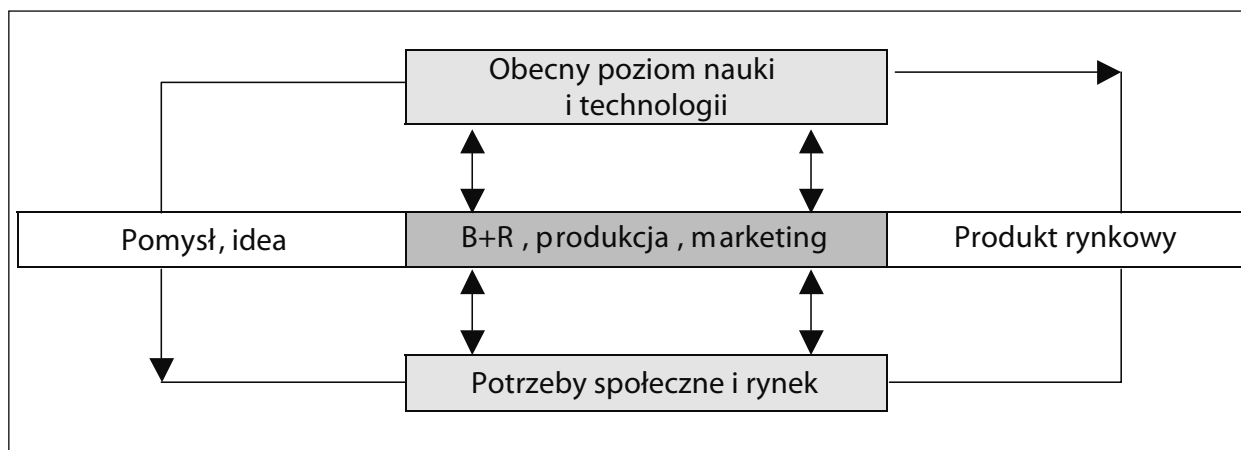 Obecny poziom nauki
i technologii
Pomysł, idea
B+R , produkcja , marketing
Produkt rynkowy
Potrzeby społeczne i rynek